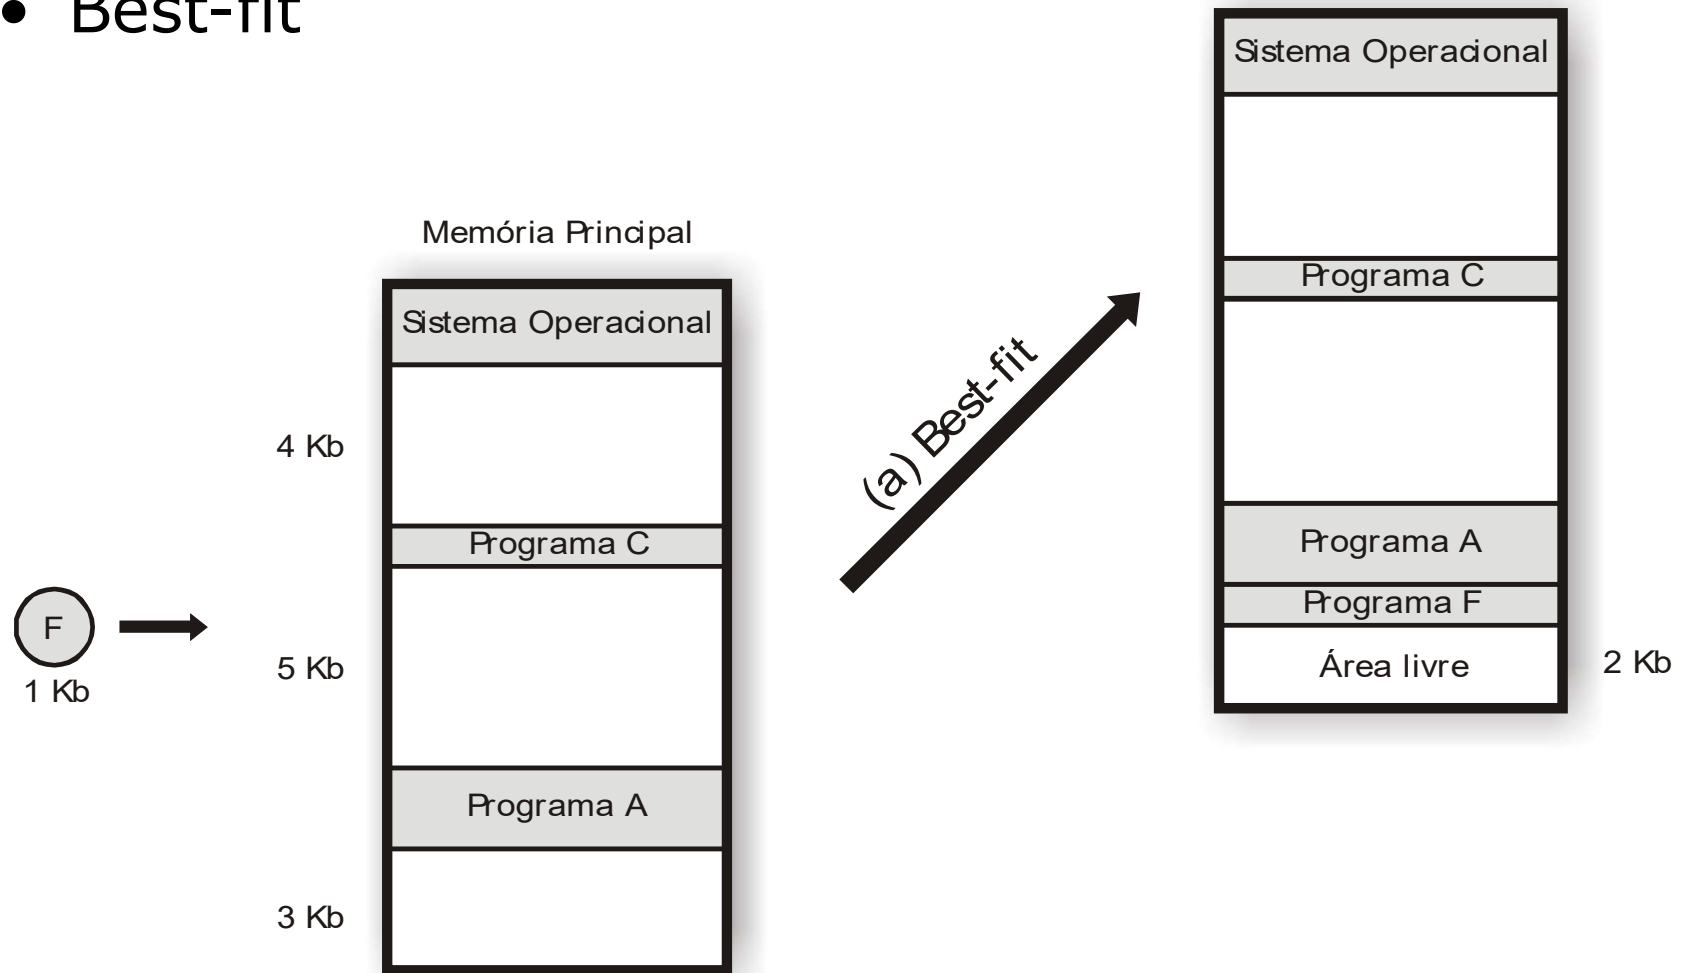 • Best-fit
Memória Principal
Sistema Operacional
4 Kb
Programa C
F
1 Kb
5 Kb
Programa A
3 Kb
(a) Best-fit
Sistema Operacional
Programa C
Programa A
Programa F
Área livre
2 Kb